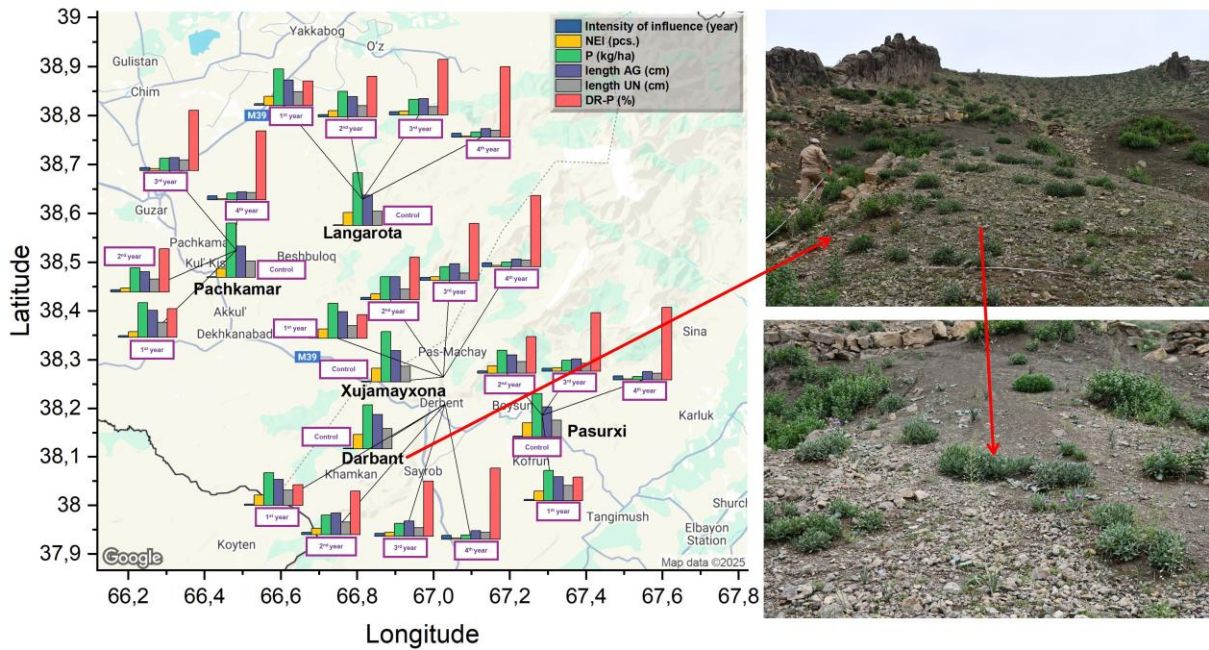 39
38,9
38,8
38,7
38,6
38,5
38,4
38,3
38,2
38,1
38
37,9
Latitude
66,2
66,4
66,6
66,8
67,0
67,2
67,4
67,6
67,8
Longitude
Intensity of influence (year)
NEI (pcs.)
P (kg/ha)
length AG (cm)
length UN (cm)
DR-P (%)
Yakkabog
O'z
Gulistan
Chim
M39
1st year
2nd year
3rd year
4th year
3rd year
4th year
Guzar
Control
Langarota
Pachkama
Kul' Kis
Beshbuloq
2nd year
Control
Pachkamar
Akkul'
Dekhkanabad
1st year
4th year
3rd year
2nd year
1st year
Sina
M39
Pas-Machay
Control
Xujamayxona
2nd year
3rd year
4th year
Derbent
Boysun
Karluk
Control
Pasurxi
Control
Darbant
Kofrun
Khamkan
Sayrob
1st year
1st year
Tangimush
Shurch
Elbayon
Station
2nd year
3rd year
4th year
Koyten
Google
Map data ©2025